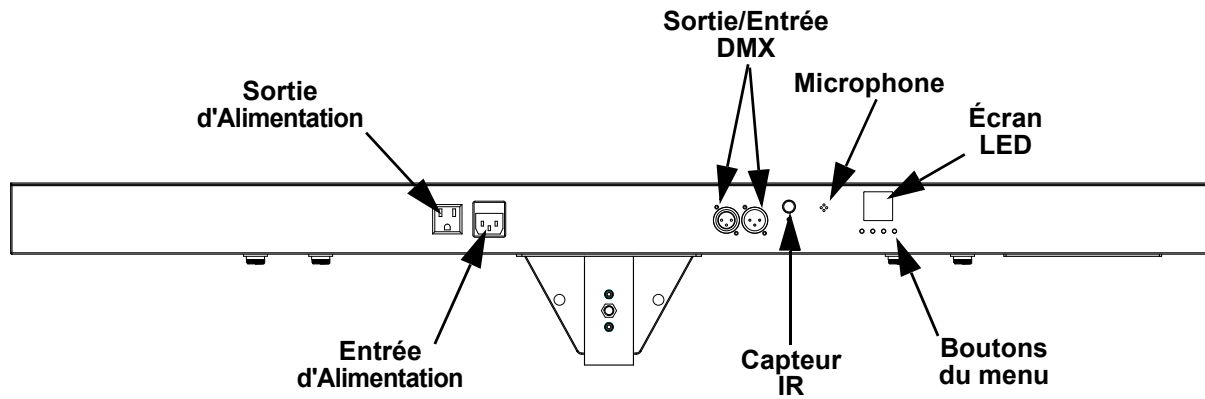 Sortie/Entrée
DMX
Microphone
Sortie
d'Alimentation
Écran
LED
Entrée
d'Alimentation
Capteur
IR
Boutons
du menu